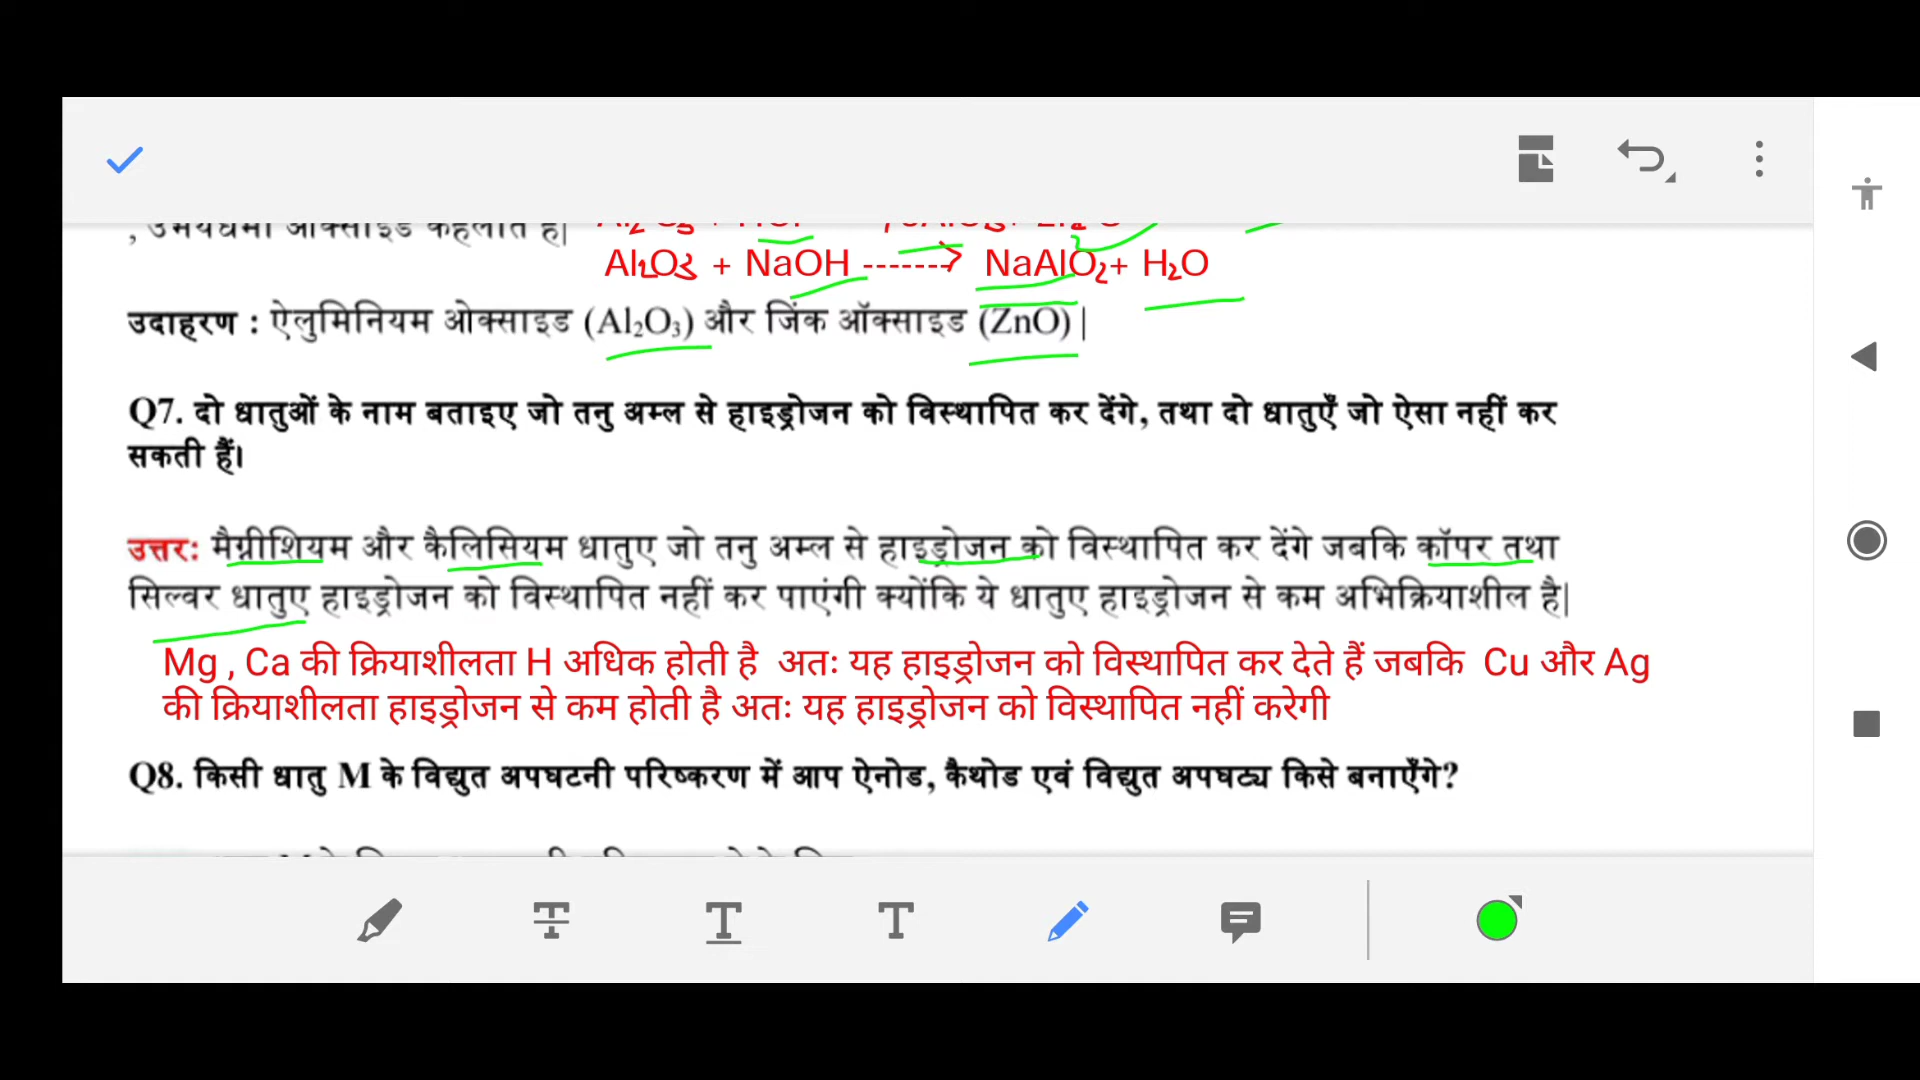 , उभयधर्मी ऑक्साइड कहलाते है|
Al₂O₃ + NaOH -------> NaAlO₂+ H₂O
उदाहरण : ऐलुमिनियम ओक्साइड (Al₂O₃) और जिंक ऑक्साइड (ZnO) |
Q7. दो धातुओं के नाम बताइए जो तनु अम्ल से हाइड्रोजन को विस्थापित कर देंगे, तथा दो धातुएँ जो ऐसा नहीं कर
सकती हैं।
उत्तर: मैग्नीशियम और कैलिसियम धातुए जो तनु अम्ल से हाइड्रोजन को विस्थापित कर देंगे जबकि कॉपर तथा
सिल्वर धातुए हाइड्रोजन को विस्थापित नहीं कर पाएंगी क्योंकि ये धातुए हाइड्रोजन से कम अभिक्रियाशील है|
Mg , Ca की क्रियाशीलता H अधिक होती है अतः यह हाइड्रोजन को विस्थापित कर देते हैं जबकि Cu और Ag
की क्रियाशीलता हाइड्रोजन से कम होती है अतः यह हाइड्रोजन को विस्थापित नहीं करेगी
Q8. किसी धातु M के विद्युत अपघटनी परिष्करण में आप ऐनोड, कैथोड एवं विद्युत अपघट्य किसे बनाएँगे?